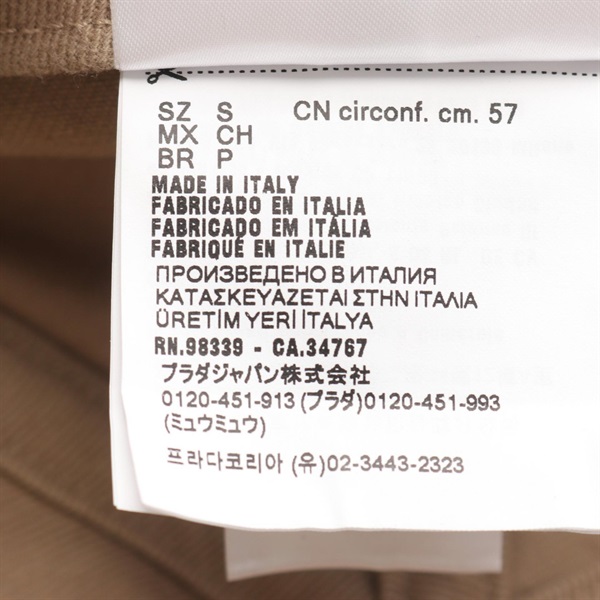 SZ S CN circonf. cm. 57
MX CH
BR P
MADE IN ITALY
FABRICADO EN ITALIA
FABRICADO EM ITÁLIA
FABRIQUÉ EN ITALIE
ПРОИЗВЕДЕНО В ИТАЛИЯ
ΚΑΤΑΣΚΕΥΑΖΕΤΑΙ ΣΤΗΝ ΙΤΑΛΙΑ
ÜRETİM YERİ İTALYA
RN.98339 - CA.34767
プラダジャパン株式会社
0120-451-913 (プラダ)0120-451-993
(ミュウミュウ)
프라다코리아 (유)02-3443-2323